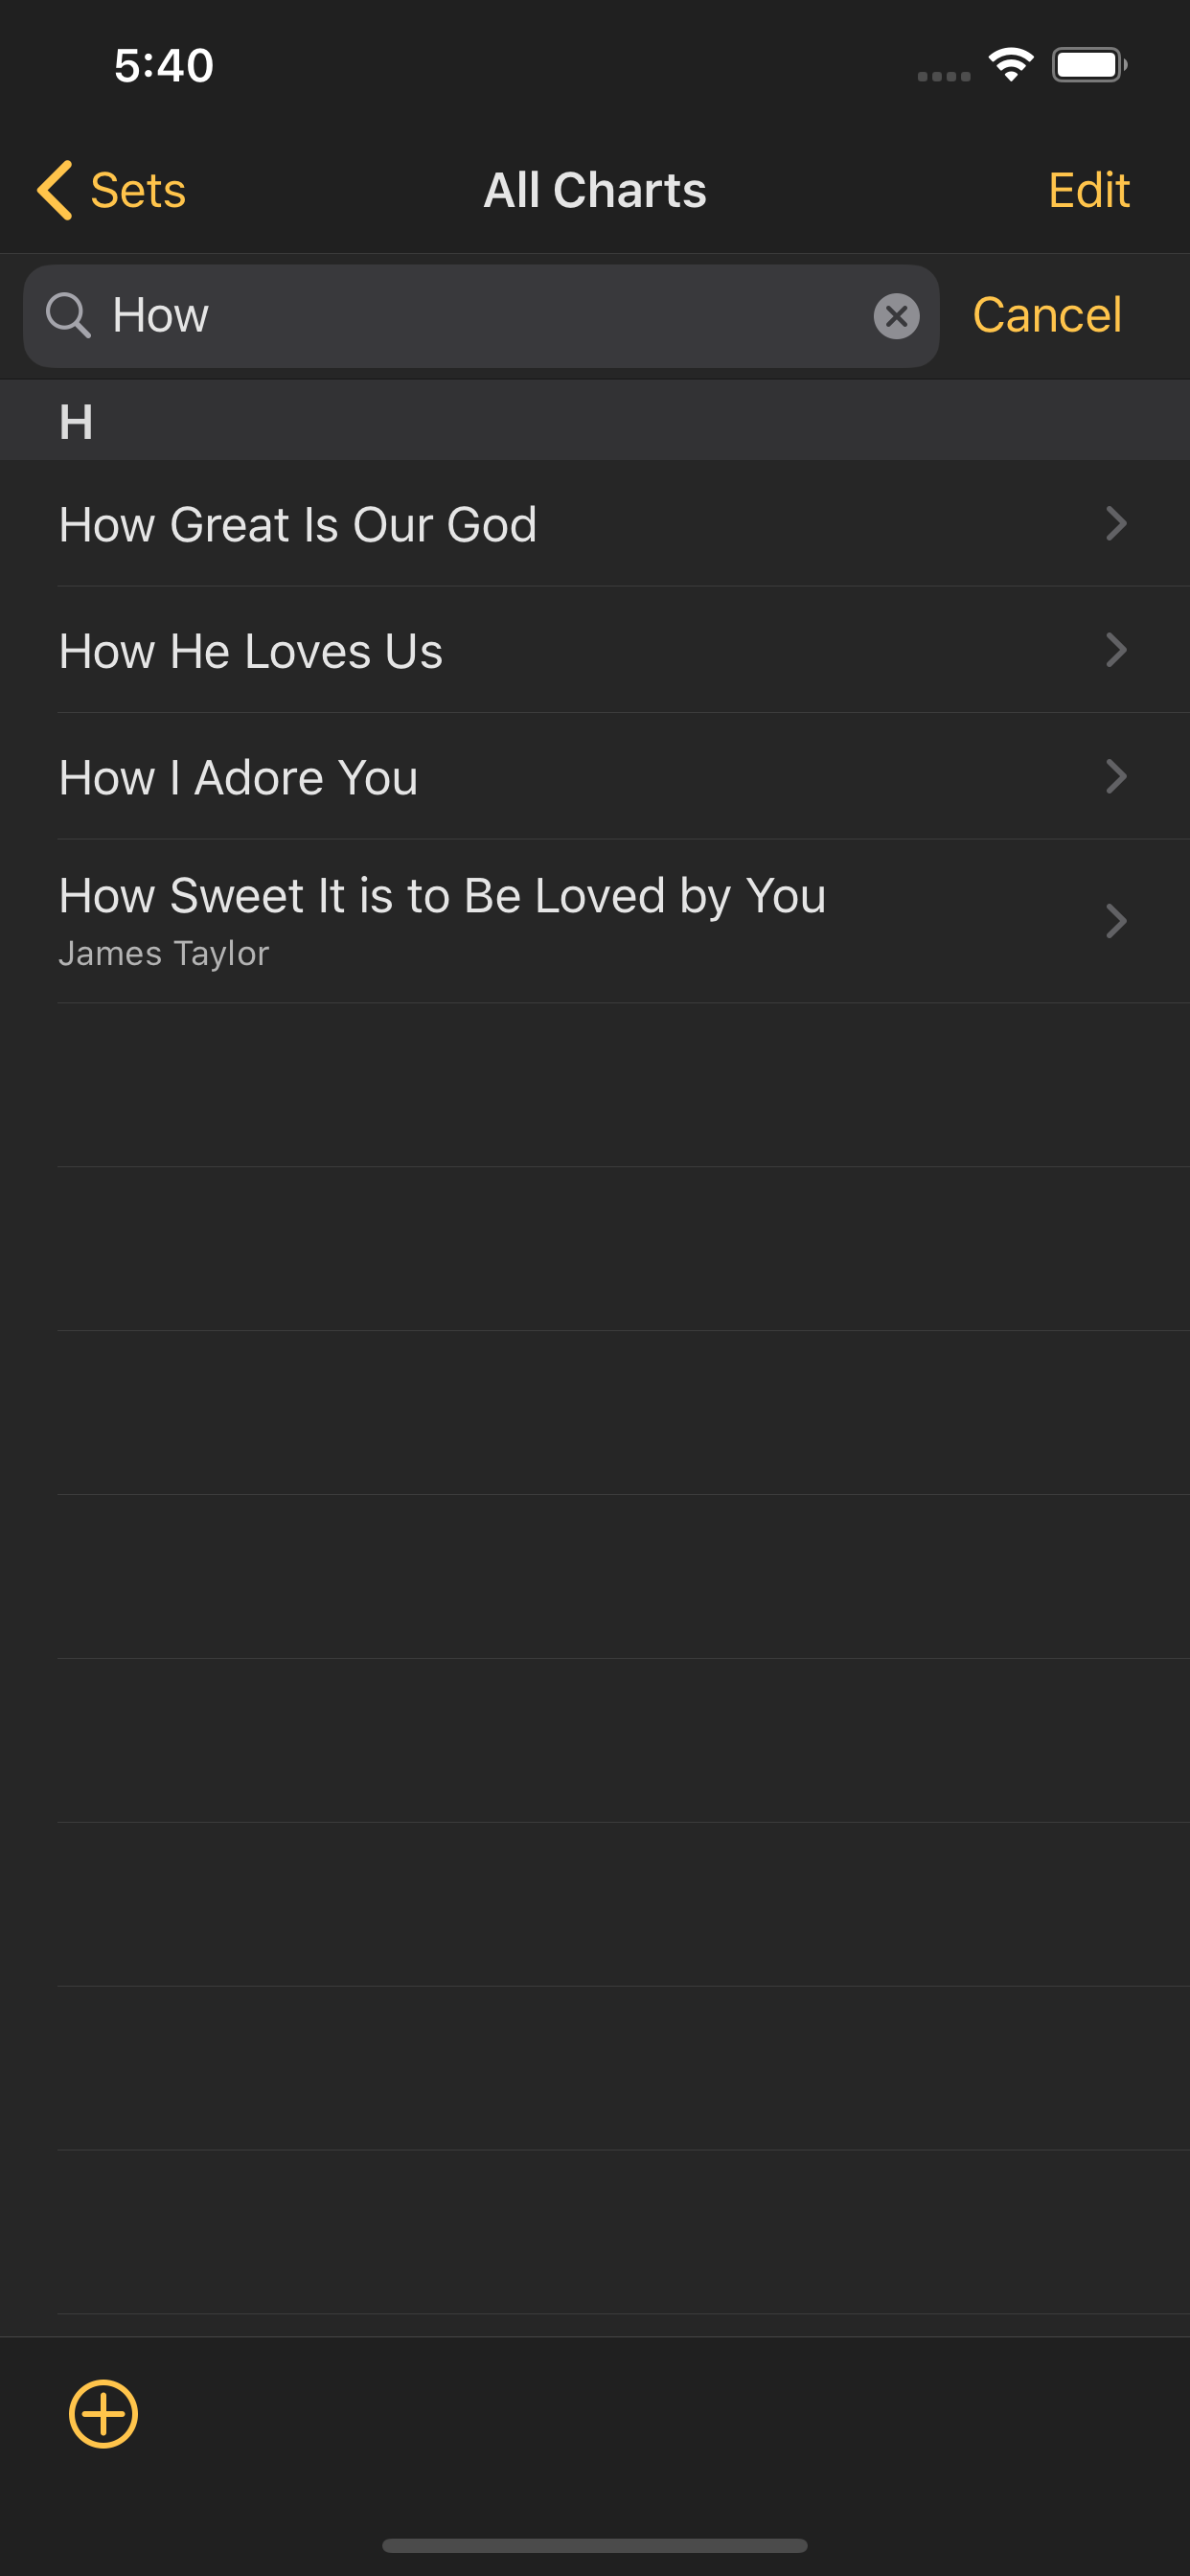 5:40
Sets
All Charts
Edit
How
Cancel
H
How Great Is Our God
How He Loves Us
How I Adore You
How Sweet It is to Be Loved by You
James Taylor